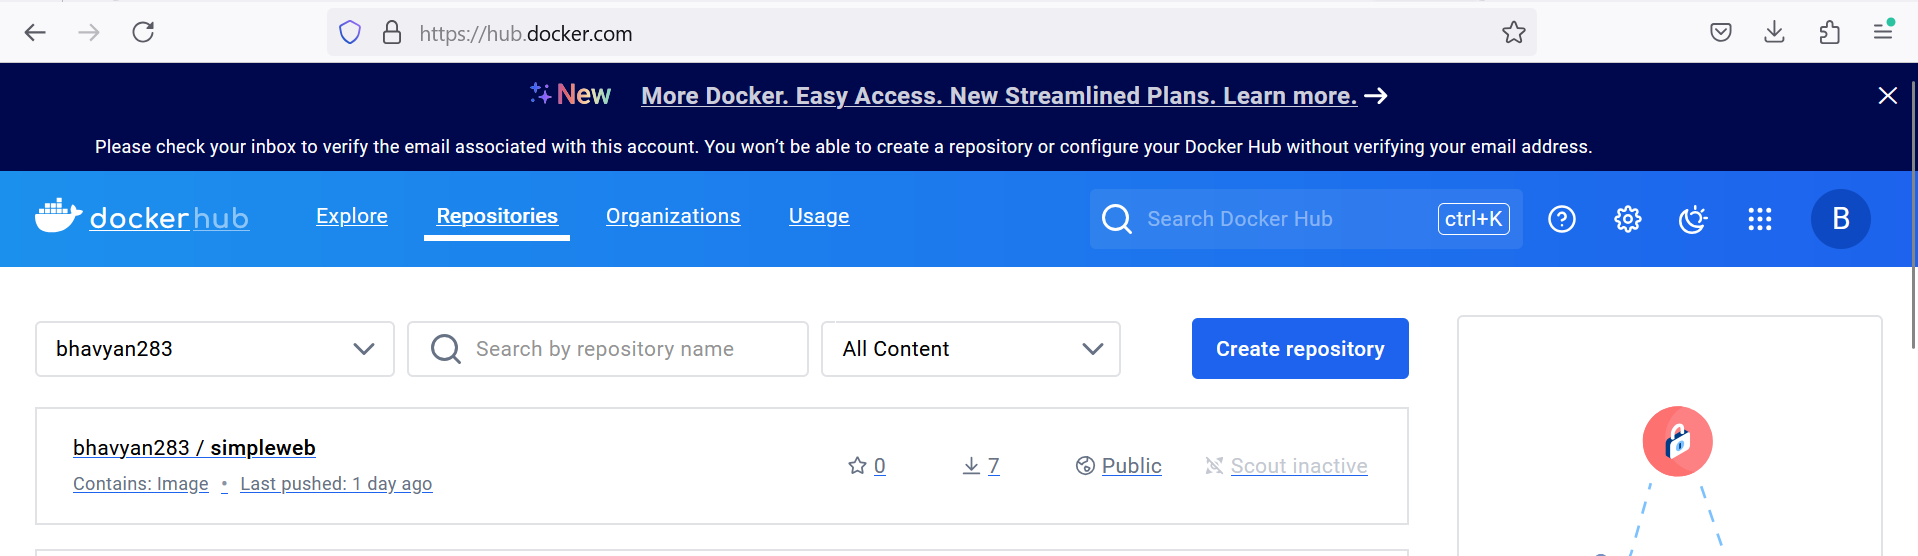 https://hub.docker.com
New More Docker. Easy Access. New Streamlined Plans. Learn more.
Please check your inbox to verify the email associated with this account. You won’t be able to create a repository or configure your Docker Hub without verifying your email address.
dockerhub Explore Repositories Organizations Usage Search Docker Hub ctrl+K B
bhavyan283 Search by repository name All Content Create repository
bhavyan283 / simpleweb
0 7 Public Scout inactive
Contains: Image • Last pushed: 1 day ago